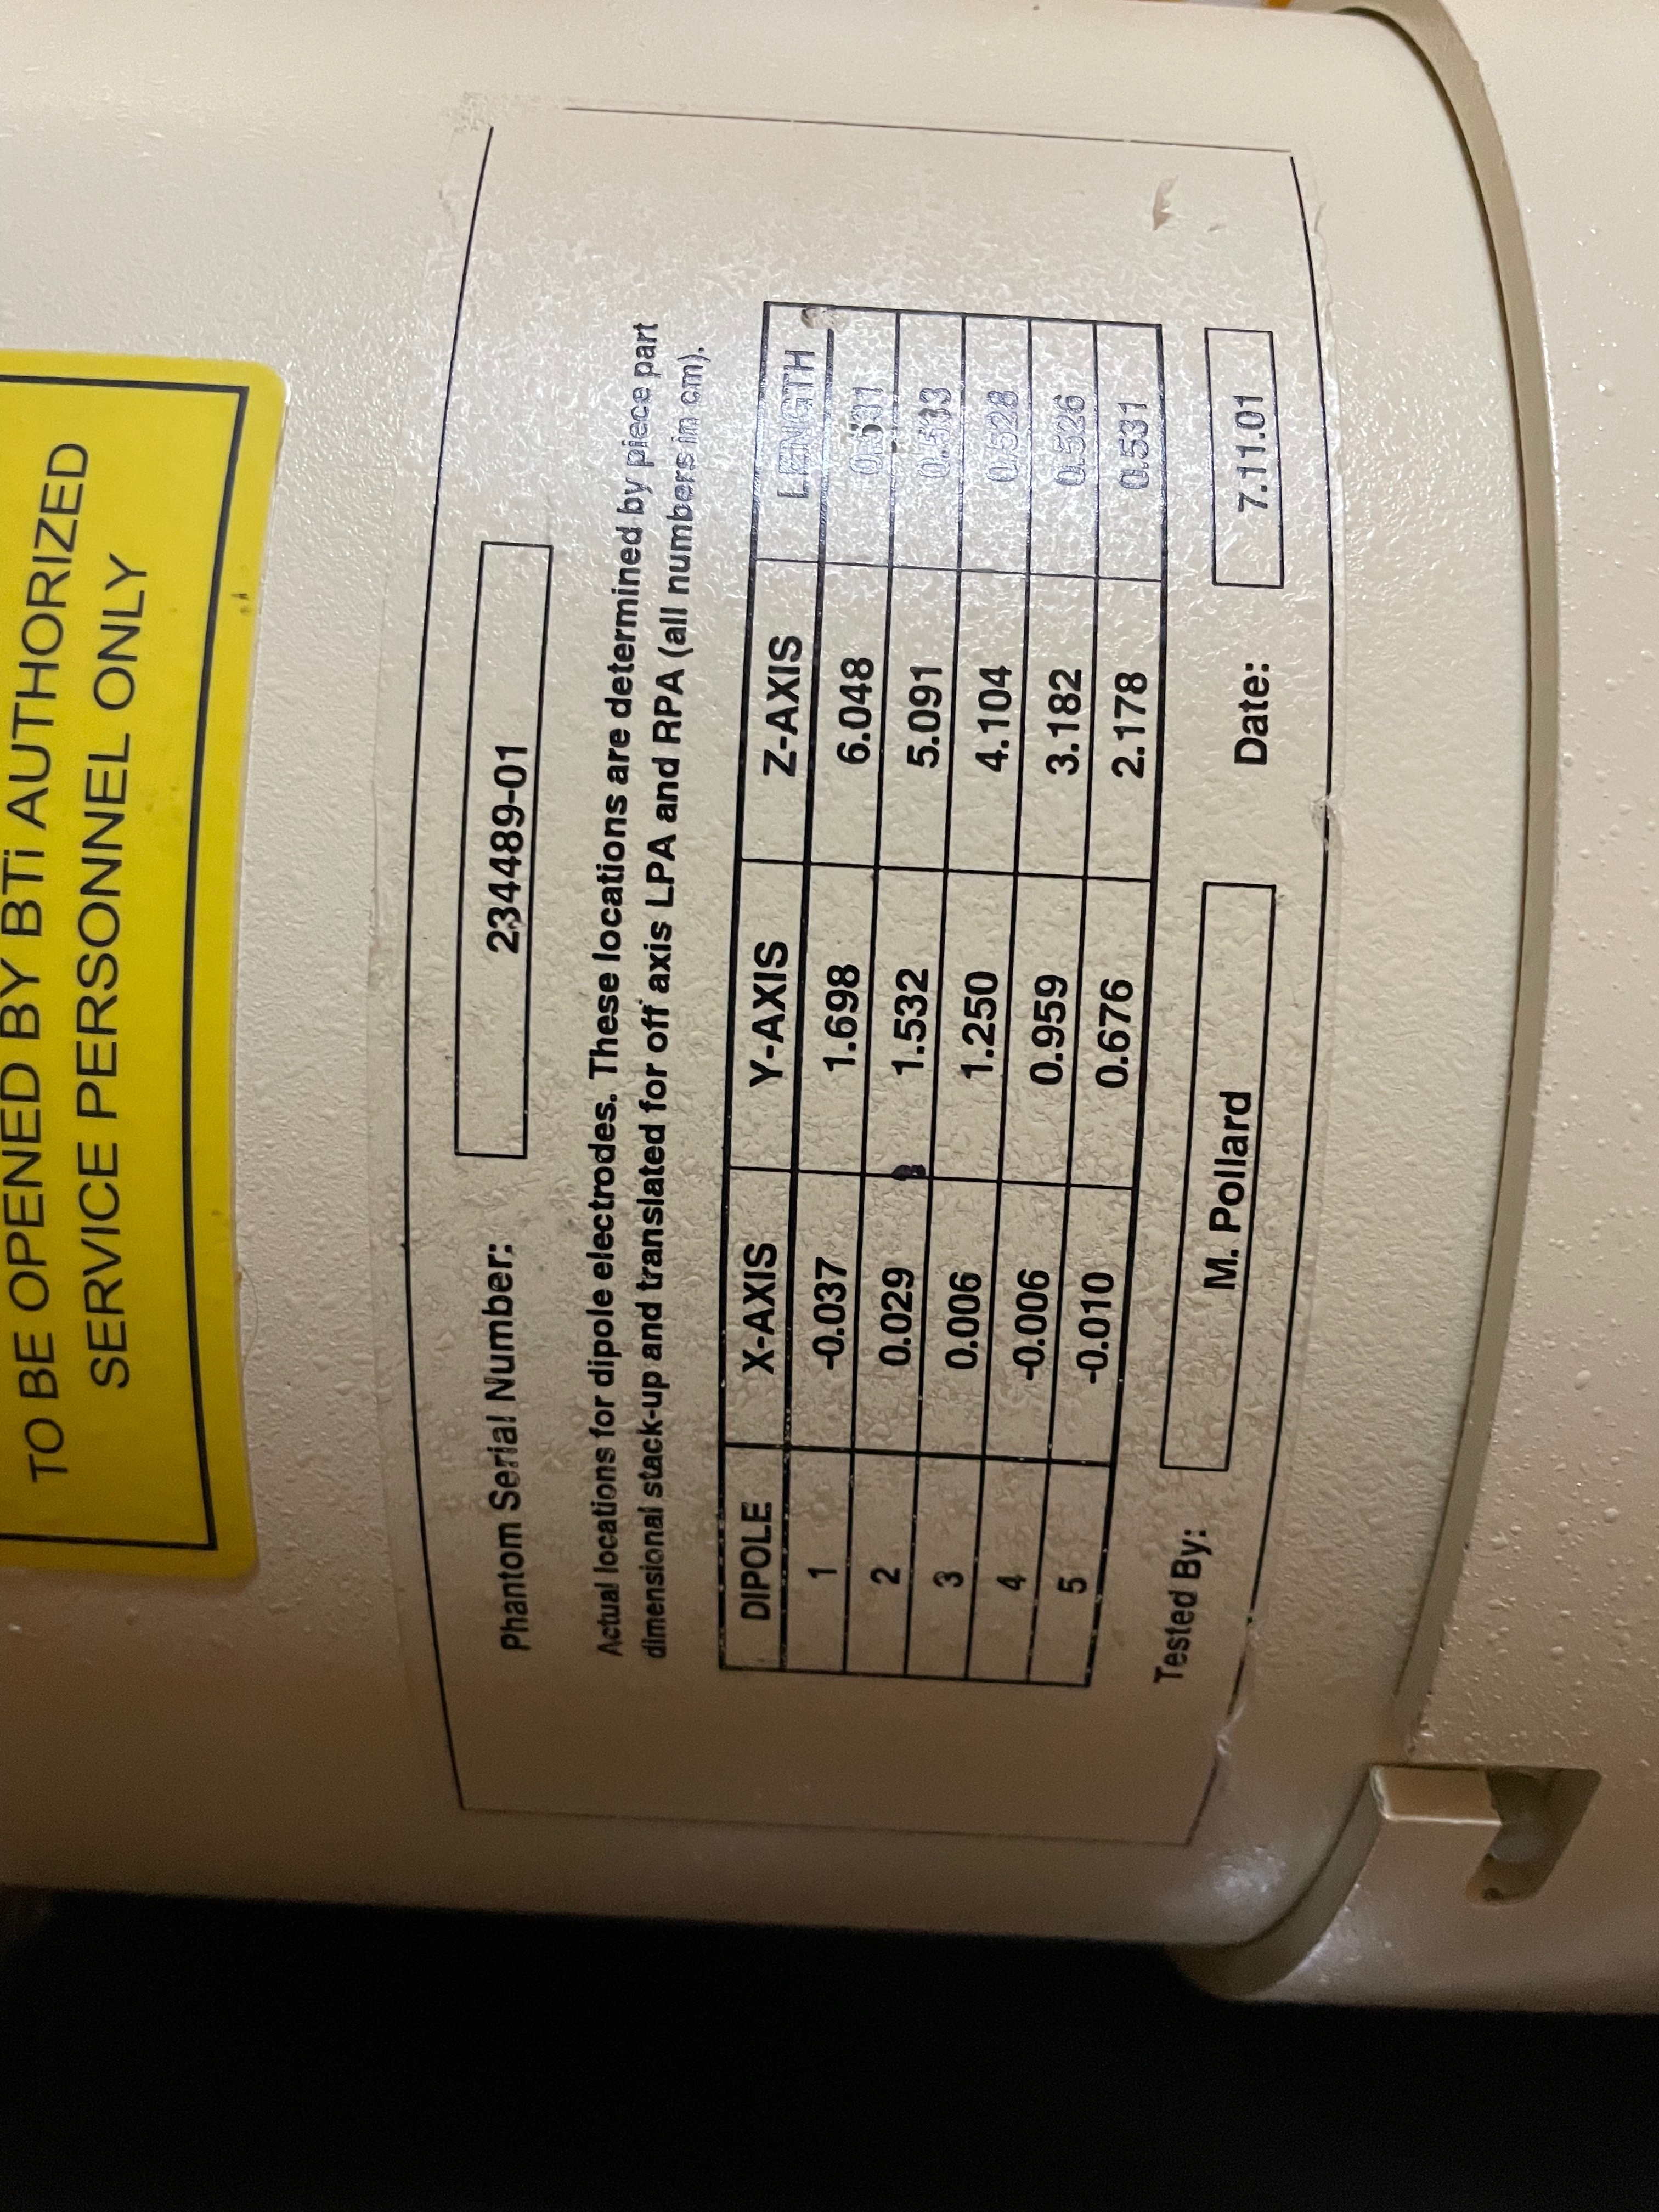 TO BE OPENED BY BTi AUTHORIZED
SERVICE PERSONNEL ONLY
Phantom Serial Number: 234489-01
Actual locations for dipole electrodes. These locations are determined by piece part
dimensional stack-up and translated for off axis LPA and RPA (all numbers in cm).
DIPOLE X-AXIS Y-AXIS Z-AXIS LENGTH
1 -0.037 1.698 6.048 0.531
2 0.029 1.532 5.091 0.533
3 0.006 1.250 4.104 0.528
4 -0.006 0.959 3.182 0.526
5 -0.010 0.676 2.178 0.531
Tested By: M. Pollard Date: 7.11.01